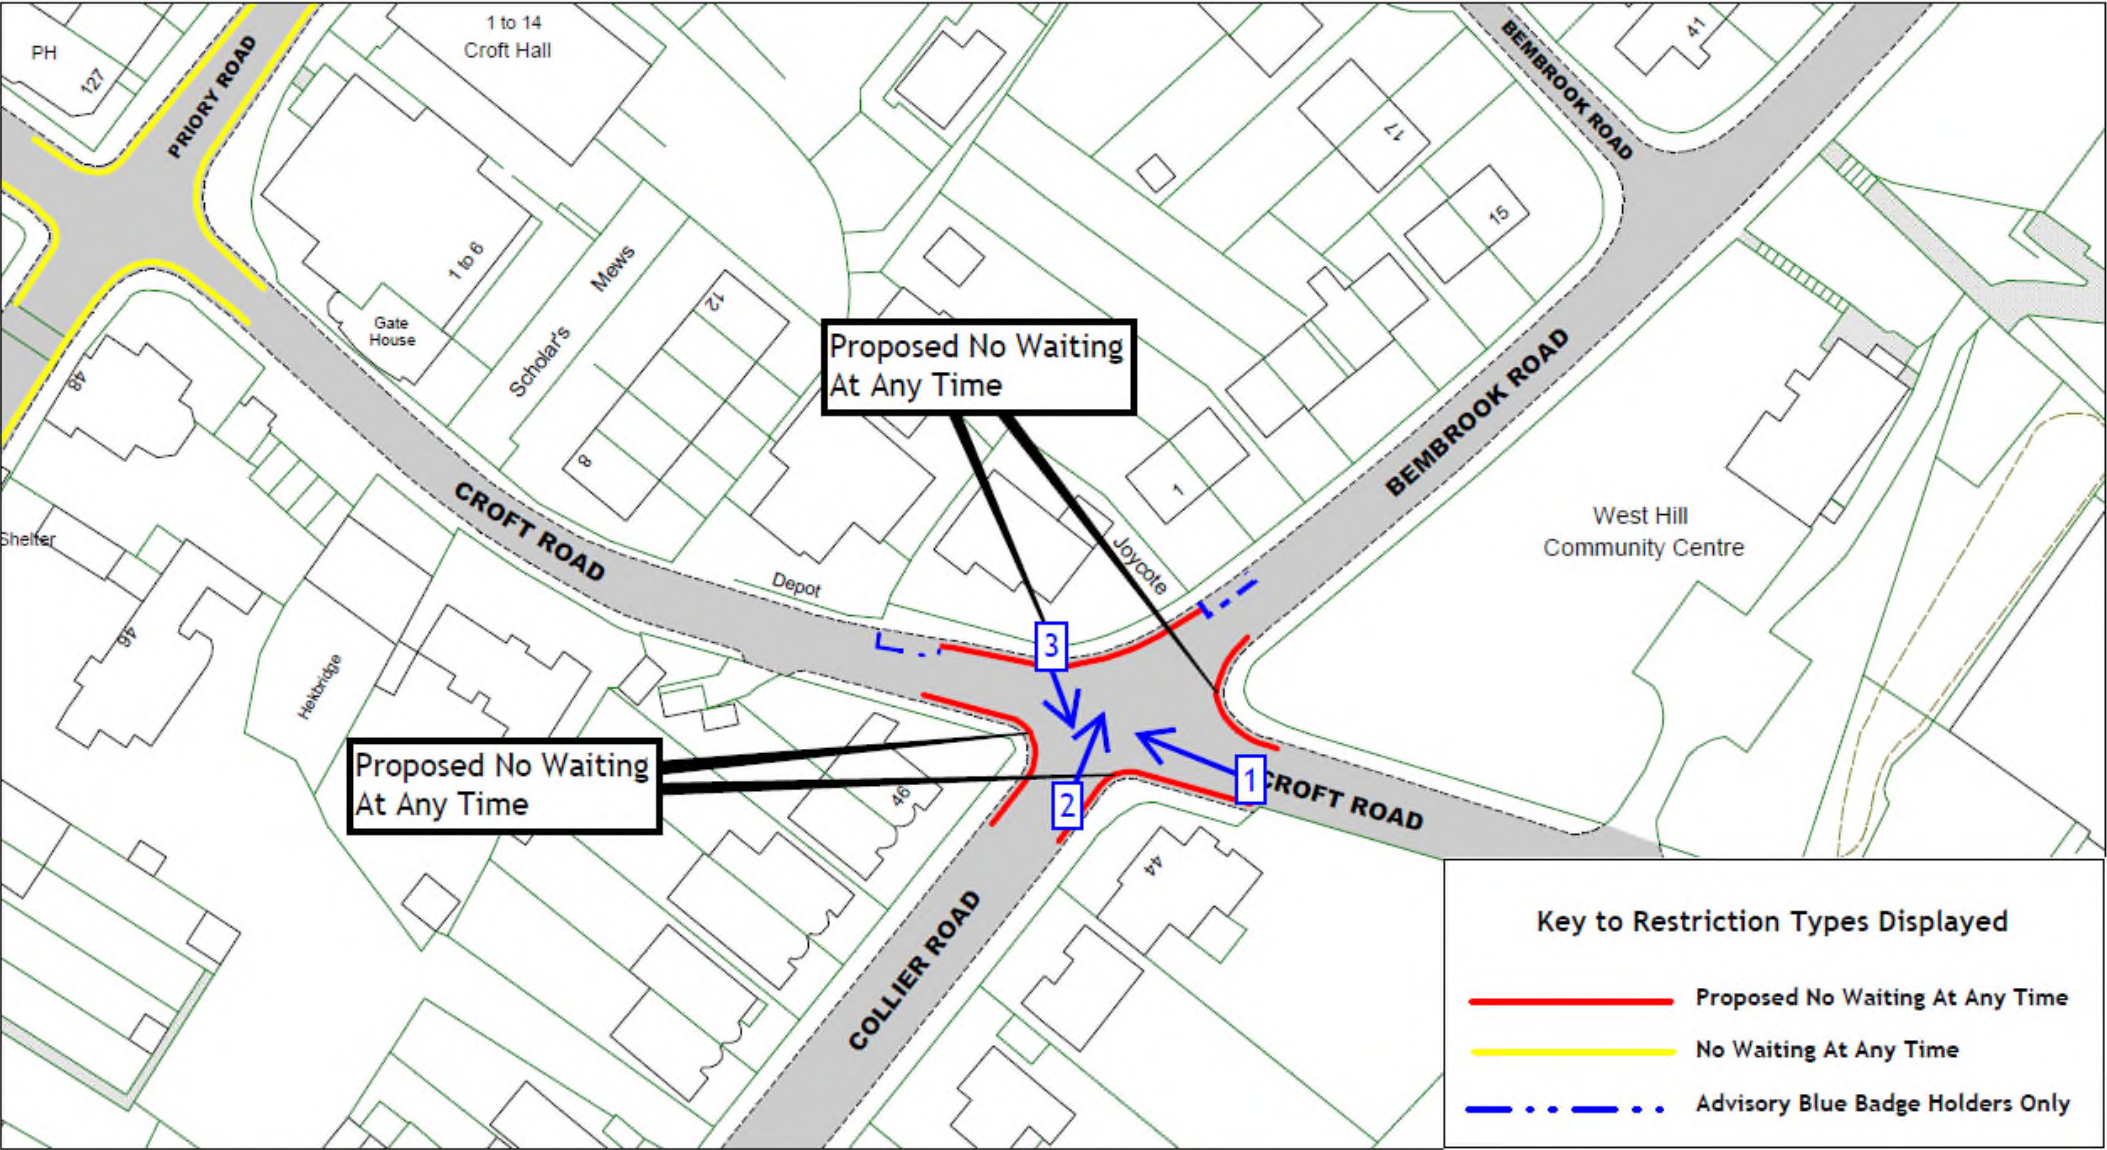 PH
127
PRIORY ROAD
1 to 14
Croft Hall
BEMBROOK ROAD
41
17
15
1 to 6
Mews
12
Gate
House
Scholar's
48
8
Proposed No Waiting
At Any Time
1
BEMBROOK ROAD
CROFT ROAD
West Hill
Community Centre
Shelter
Joycote
Depot
46
Hekbridge
3
Proposed No Waiting
At Any Time
46
2
1
CROFT ROAD
44
COLLIER ROAD
Key to Restriction Types Displayed
Proposed No Waiting At Any Time
No Waiting At Any Time
Advisory Blue Badge Holders Only